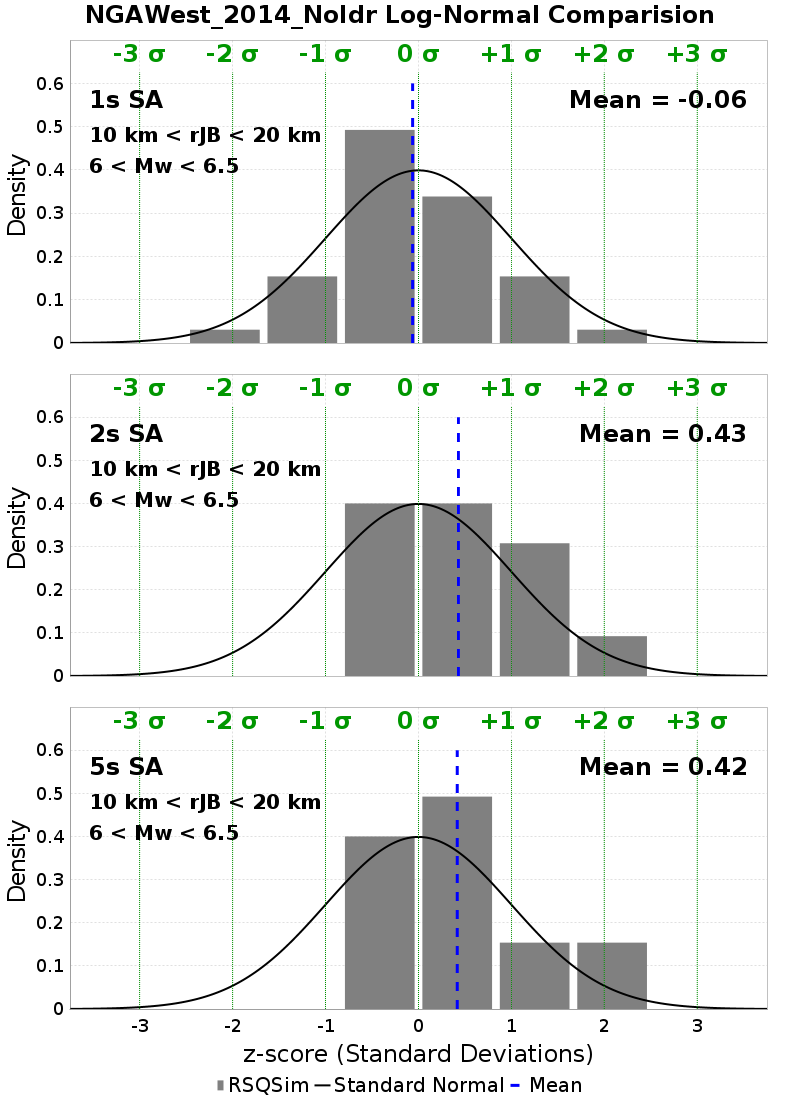 NGAWest_2014_NoIdr Log-Normal Comparision
-3 σ -2 σ -1 σ 0 σ +1 σ +2 σ +3 σ
1s SA
Mean = -0.06
10 km < rJB < 20 km
6 < Mw < 6.5
0.6
0.5
0.4
0.3
0.2
0.1
0
Density
-3 σ -2 σ -1 σ 0 σ +1 σ +2 σ +3 σ
2s SA
Mean = 0.43
10 km < rJB < 20 km
6 < Mw < 6.5
0.6
0.5
0.4
0.3
0.2
0.1
0
Density
-3 σ -2 σ -1 σ 0 σ +1 σ +2 σ +3 σ
5s SA
Mean = 0.42
10 km < rJB < 20 km
6 < Mw < 6.5
0.6
0.5
0.4
0.3
0.2
0.1
0
Density
-3 -2 -1 0 1 2 3
z-score (Standard Deviations)
RSQSim Standard Normal Mean